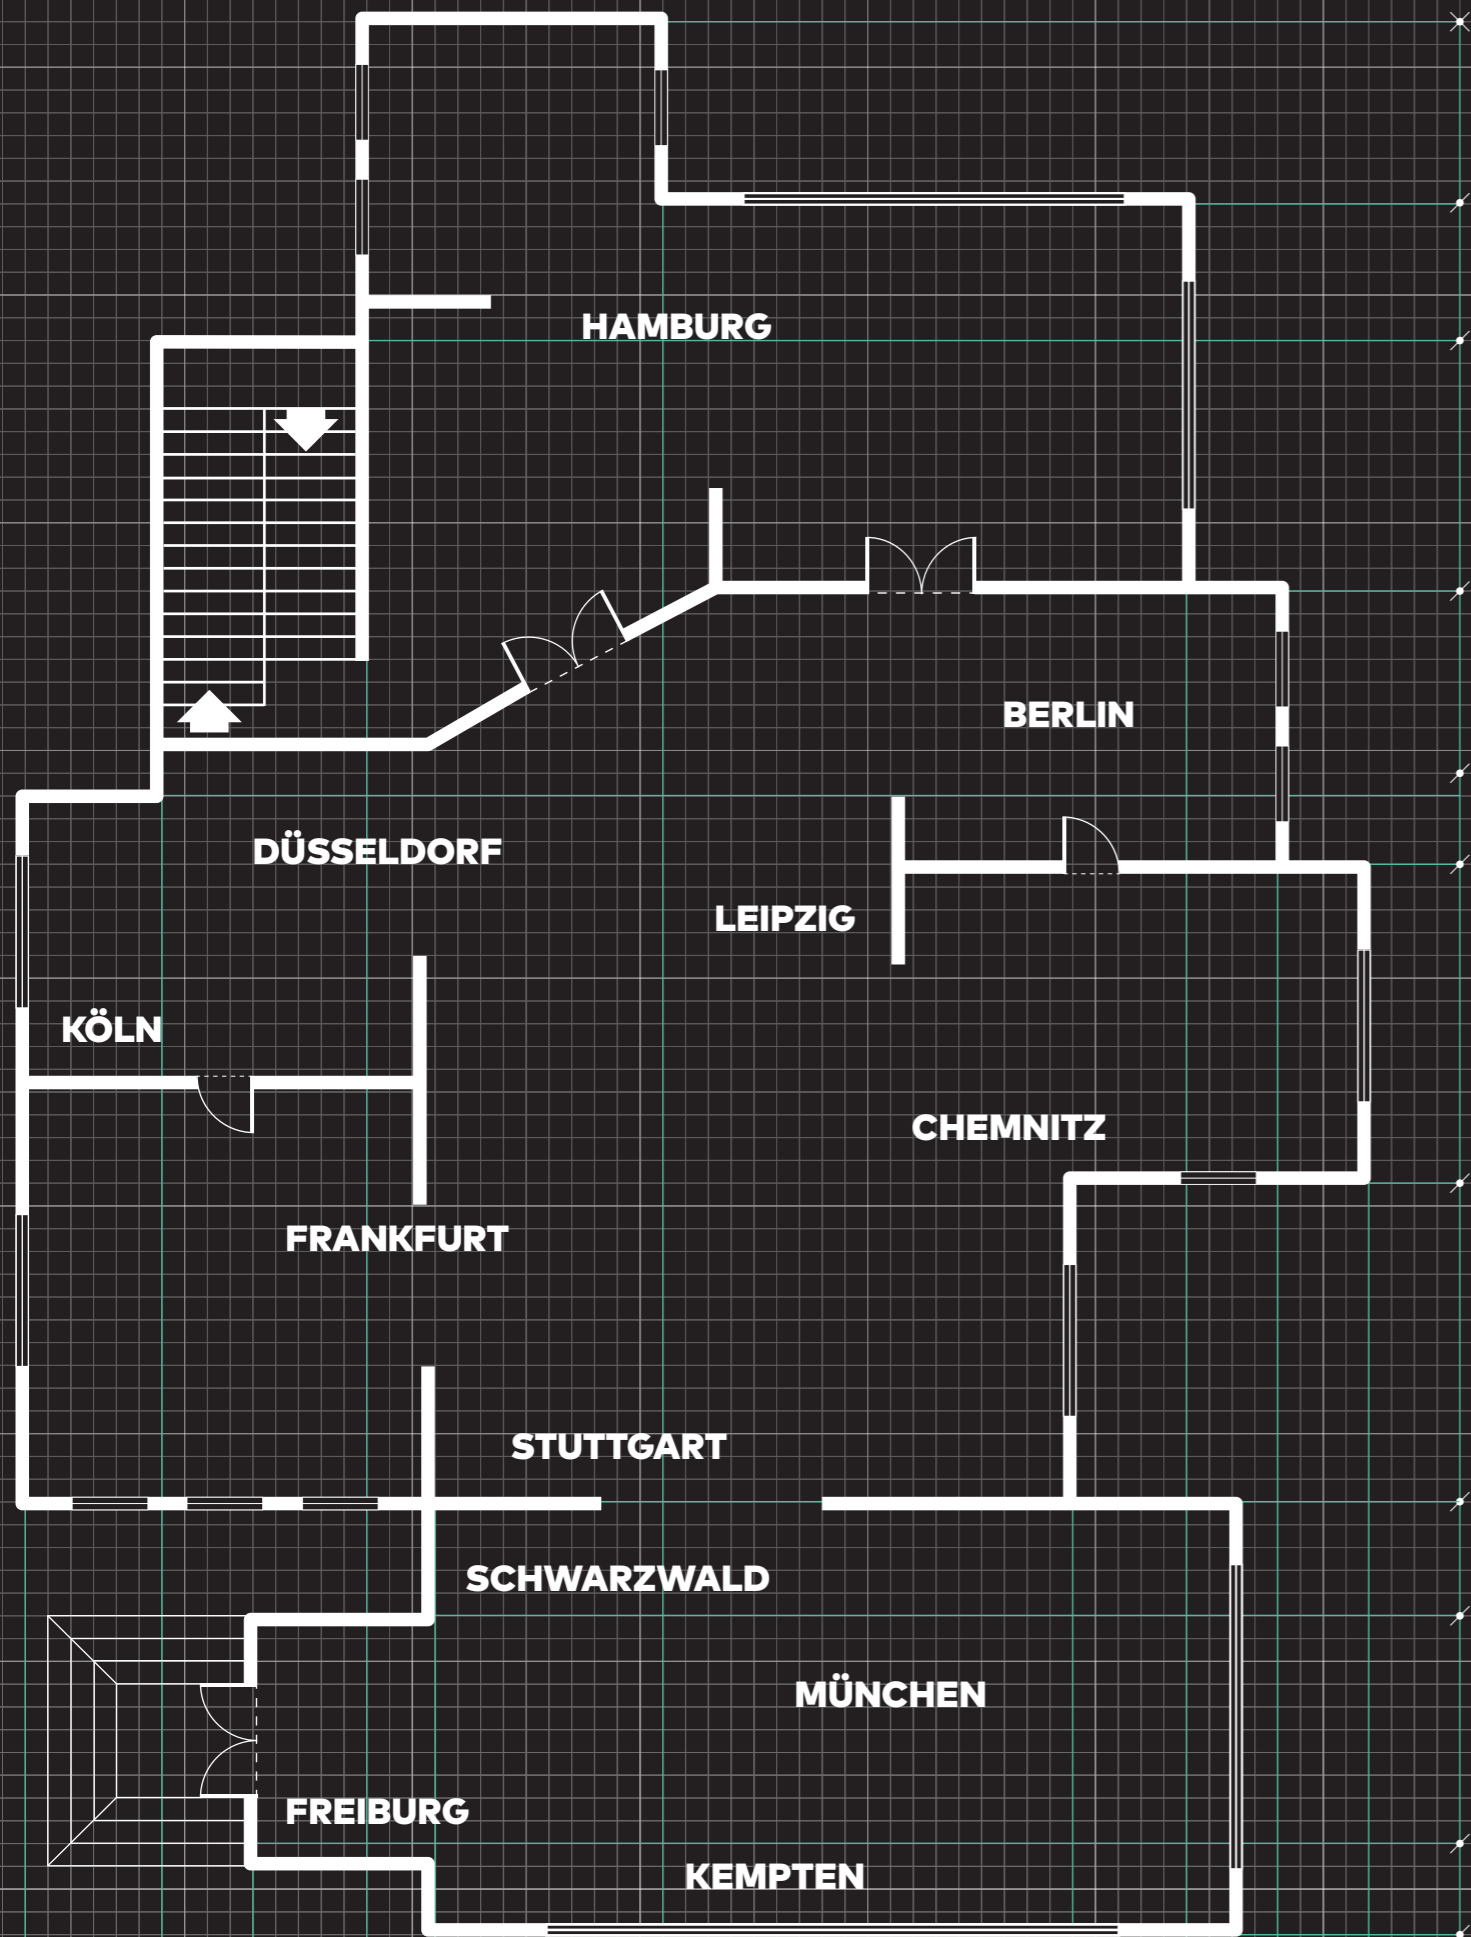 HAMBURG
BERLIN
DÜSSELDORF
LEIPZIG
KÖLN
CHEMNITZ
FRANKFURT
STUTTGART
SCHWARZWALD
MÜNCHEN
FREIBURG
KEMPTEN